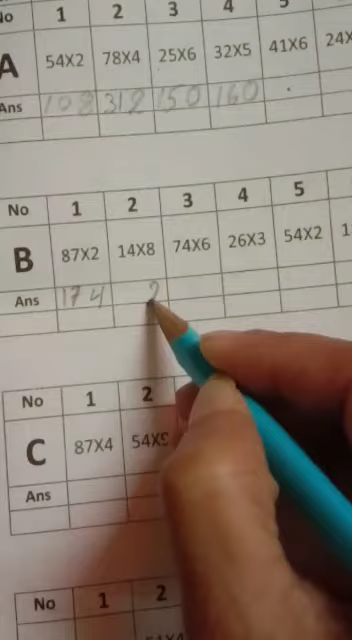 No 1 2 3 4 5
A 54X2 78X4 25X6 32X5 41X6 24X
Ans 108 312 150 160
No 1 2 3 4 5
B 87X2 14X8 74X6 26X3 54X2 1
Ans 174 2
No 1 2
C 87X4 54X9
Ans
No 1 2